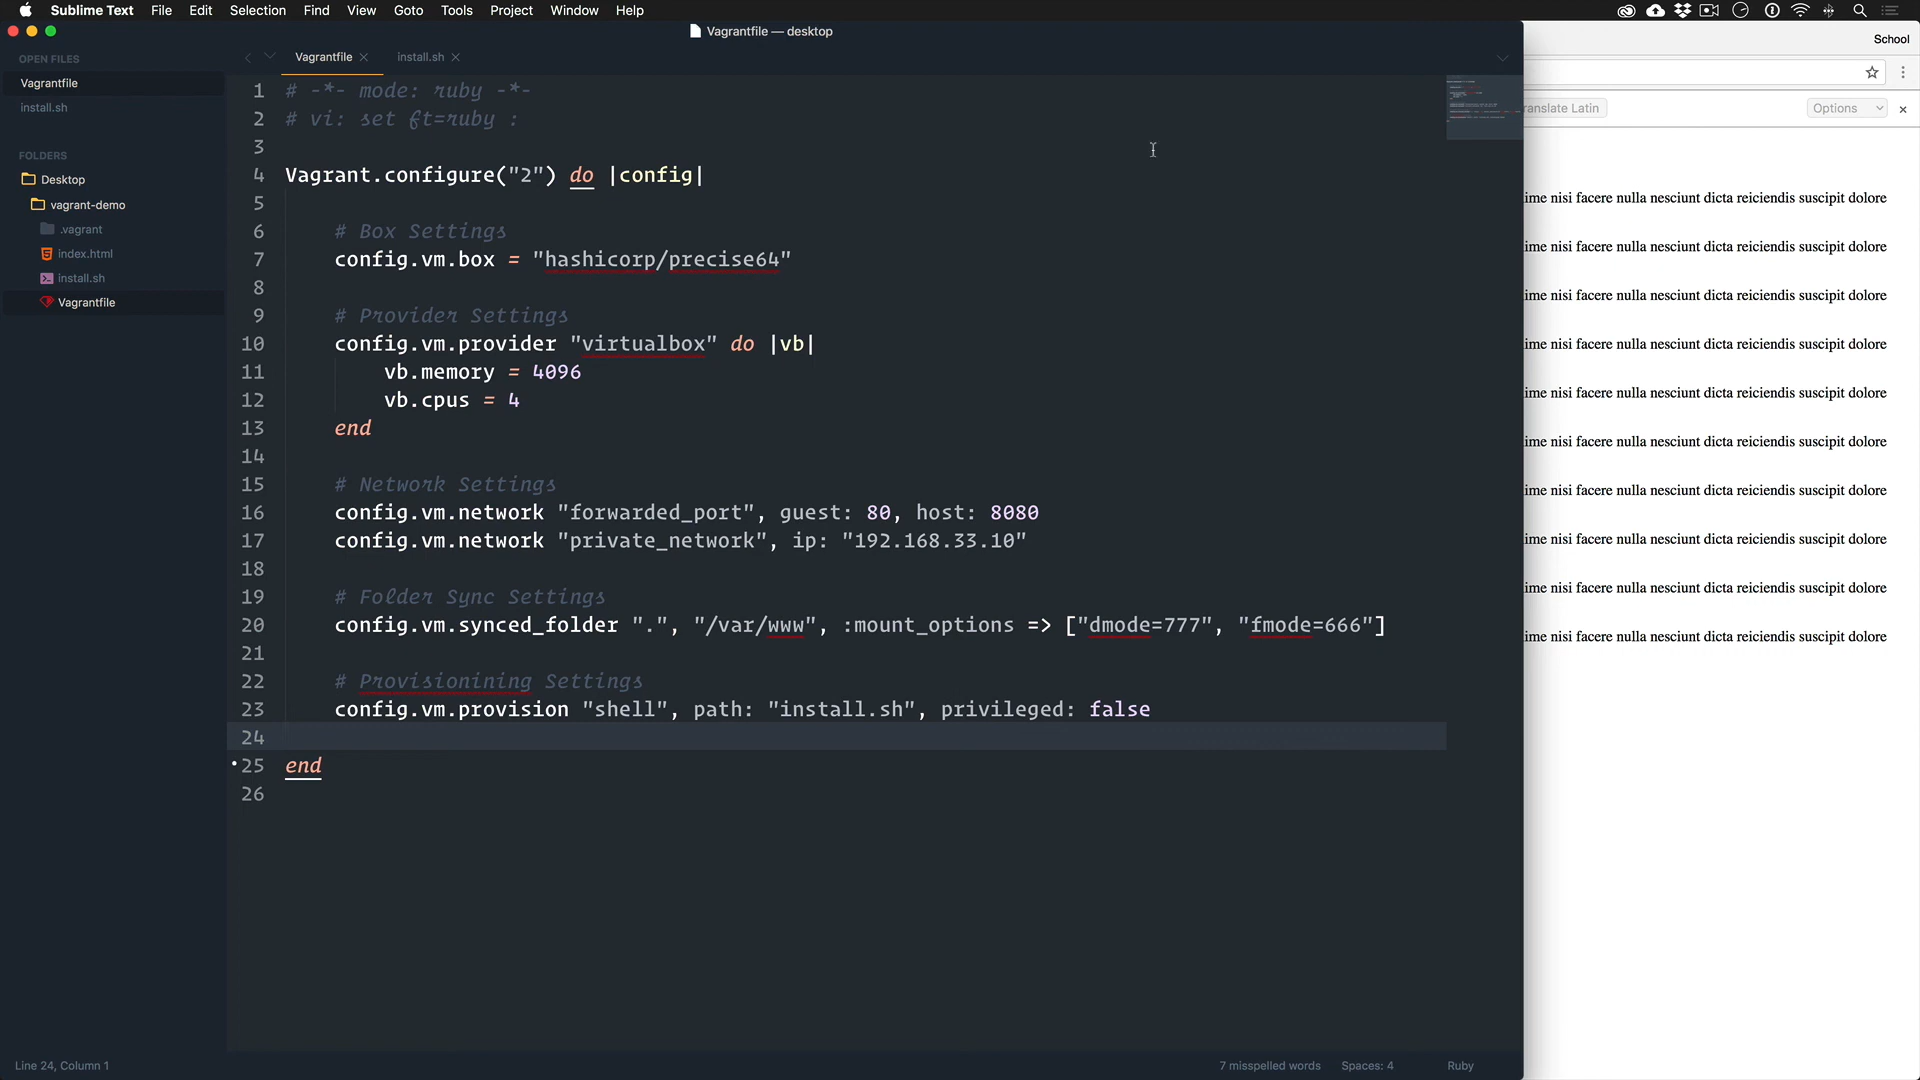 Sublime Text File Edit Selection Find View Goto Tools Project Window Help
Vagrantfile — desktop
School
OPEN FILES
Vagrantfile
install.sh
FOLDERS
Desktop
vagrant-demo
.vagrant
index.html
install.sh
Vagrantfile
Vagrantfile install.sh
1 # -*- mode: ruby -*-
2 # vi: set ft=ruby :
3
4 Vagrant.configure("2") do |config|
5
6 # Box Settings
7 config.vm.box = "hashicorp/precise64"
8
9 # Provider Settings
10 config.vm.provider "virtualbox" do |vb|
11 vb.memory = 4096
12 vb.cpus = 4
13 end
14
15 # Network Settings
16 config.vm.network "forwarded_port", guest: 80, host: 8080
17 config.vm.network "private_network", ip: "192.168.33.10"
18
19 # Folder Sync Settings
20 config.vm.synced_folder ".", "/var/www", :mount_options => ["dmode=777", "fmode=666"]
21
22 # Provisionining Settings
23 config.vm.provision "shell", path: "install.sh", privileged: false
24
25 end
26
Line 24, Column 1
7 misspelled words Spaces: 4 Ruby
anslate Latin Options
ime nisi facere nulla nesciunt dicta reiciendis suscipit dolore
ime nisi facere nulla nesciunt dicta reiciendis suscipit dolore
ime nisi facere nulla nesciunt dicta reiciendis suscipit dolore
ime nisi facere nulla nesciunt dicta reiciendis suscipit dolore
ime nisi facere nulla nesciunt dicta reiciendis suscipit dolore
ime nisi facere nulla nesciunt dicta reiciendis suscipit dolore
ime nisi facere nulla nesciunt dicta reiciendis suscipit dolore
ime nisi facere nulla nesciunt dicta reiciendis suscipit dolore
ime nisi facere nulla nesciunt dicta reiciendis suscipit dolore
ime nisi facere nulla nesciunt dicta reiciendis suscipit dolore